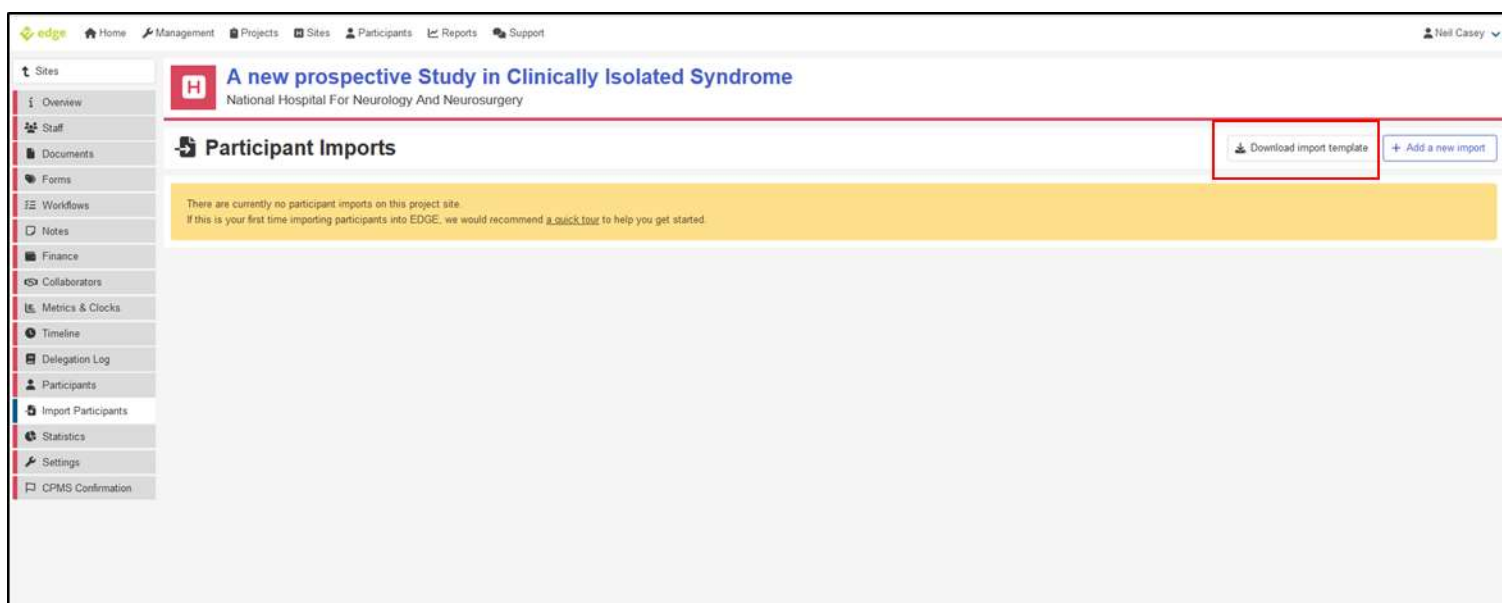 edge Home Management Projects Sites Participants Reports Support Neil Casey
Sites
A new prospective Study in Clinically Isolated Syndrome
National Hospital For Neurology And Neurosurgery
Overview
Staff
Documents
Forms
Workflows
Notes
Finance
Collaborators
Metrics & Clocks
Timeline
Delegation Log
Participants
Import Participants
Statistics
Settings
CPMS Confirmation
Participant Imports
Download import template
+ Add a new import
There are currently no participant imports on this project site.
If this is your first time importing participants into EDGE, we would recommend a quick tour to help you get started.